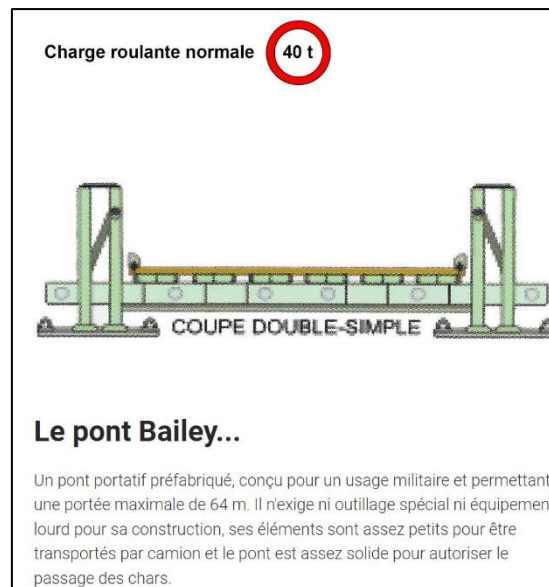 Charge roulante normale 40 t
COUPE DOUBLE-SIMPLE
Le pont Bailey...
Un pont portatif préfabriqué, conçu pour un usage militaire et permettant
une portée maximale de 64 m. Il n'exige ni outillage spécial ni équipemen
lourd pour sa construction, ses éléments sont assez petits pour être
transportés par camion et le pont est assez solide pour autoriser le
passage des chars.